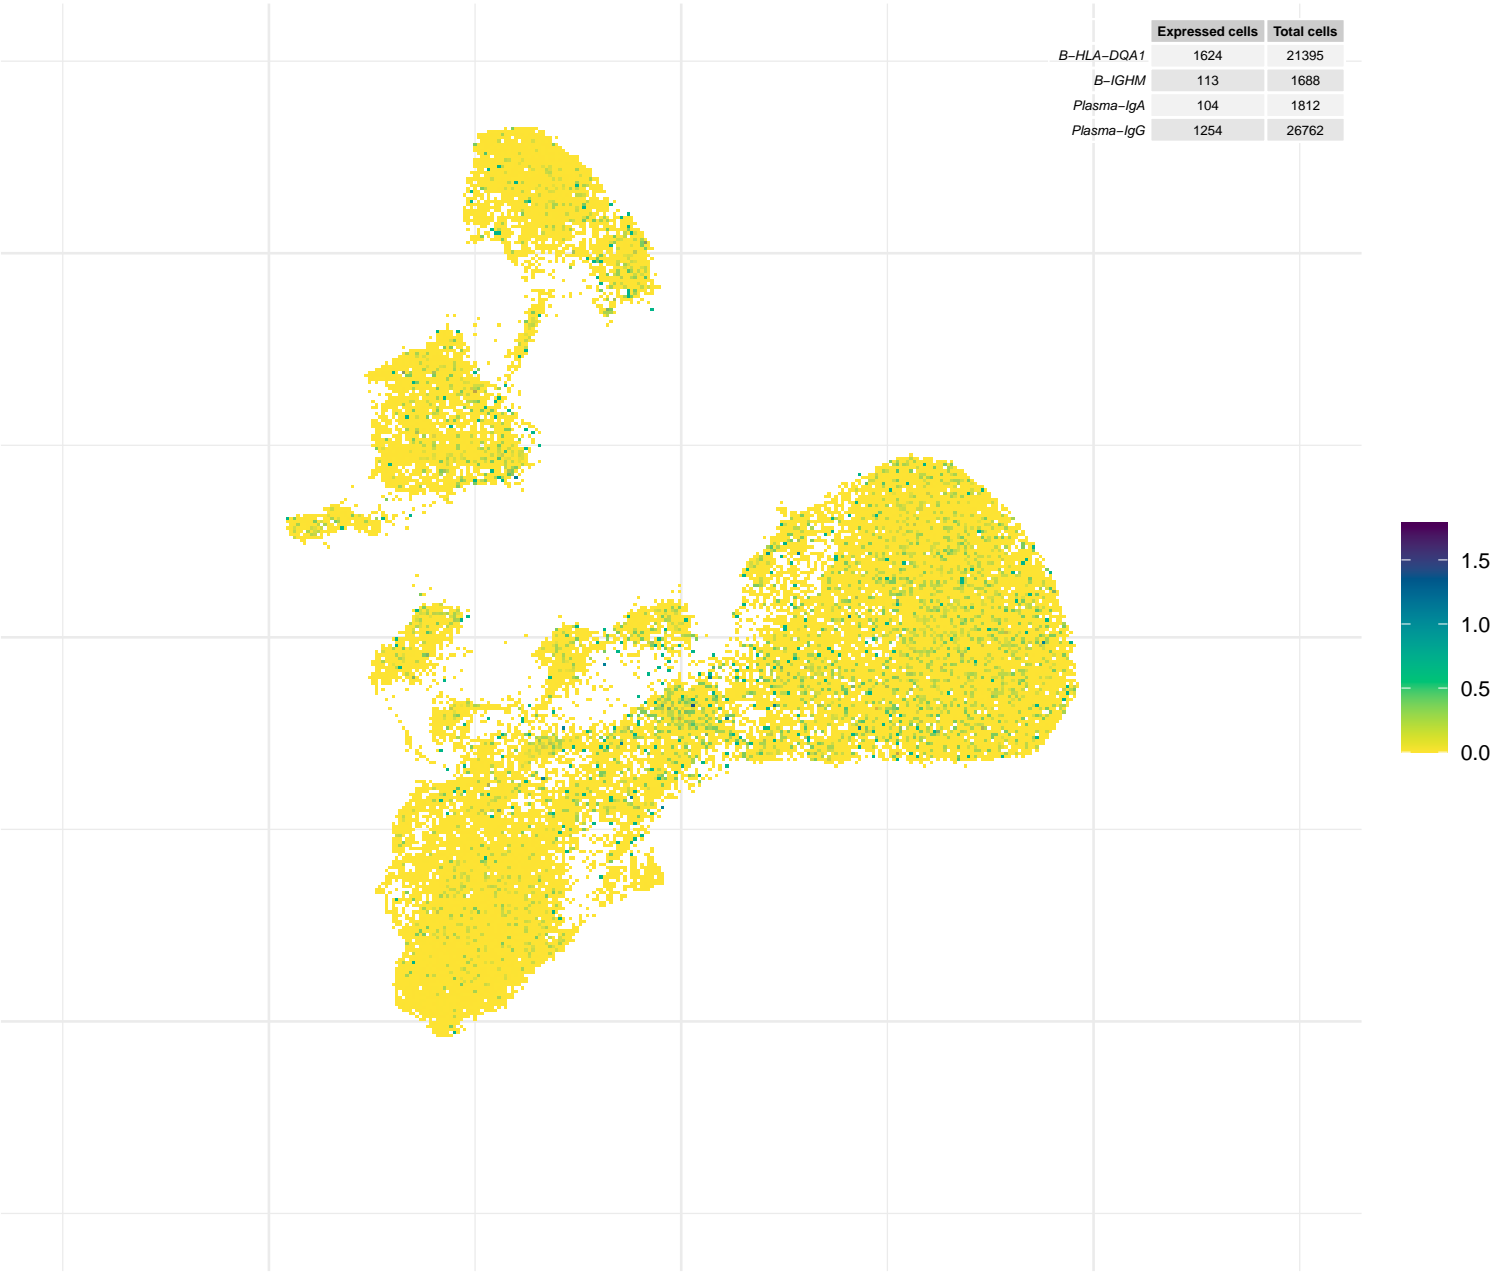 Expressed cells Total cells
B−HLA−DQA1 1624 21395
B−IGHM 113 1688
Plasma−IgA 104 1812
Plasma−IgG 1254 26762
1.5
1.0
0.5
0.0